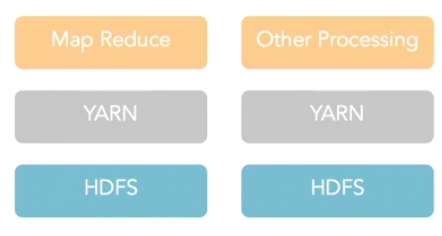 Map Reduce
Other Processing
YARN
YARN
HDFS
HDFS